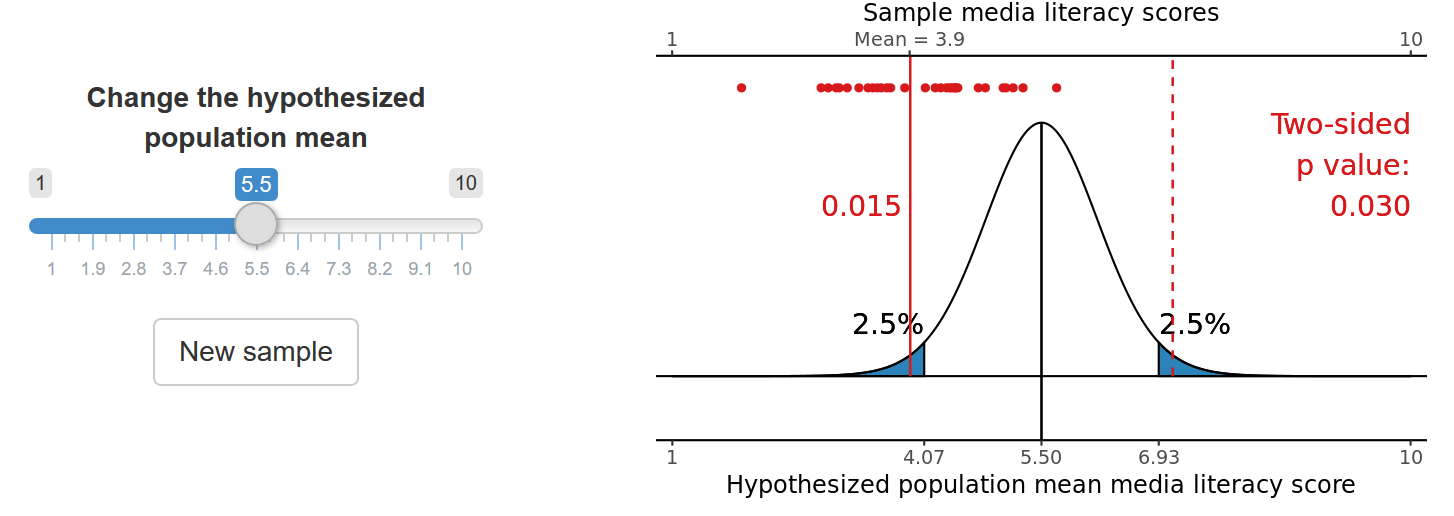 Change the hypothesized
population mean
1
5.5
10
1 1.9 2.8 3.7 4.6 5.5 6.4 7.3 8.2 9.1 10
New sample
Sample media literacy scores
1 Mean = 3.9 10
Two-sided
p value:
0.015 0.030
2.5% 2.5%
1 4.07 5.50 6.93 10
Hypothesized population mean media literacy score